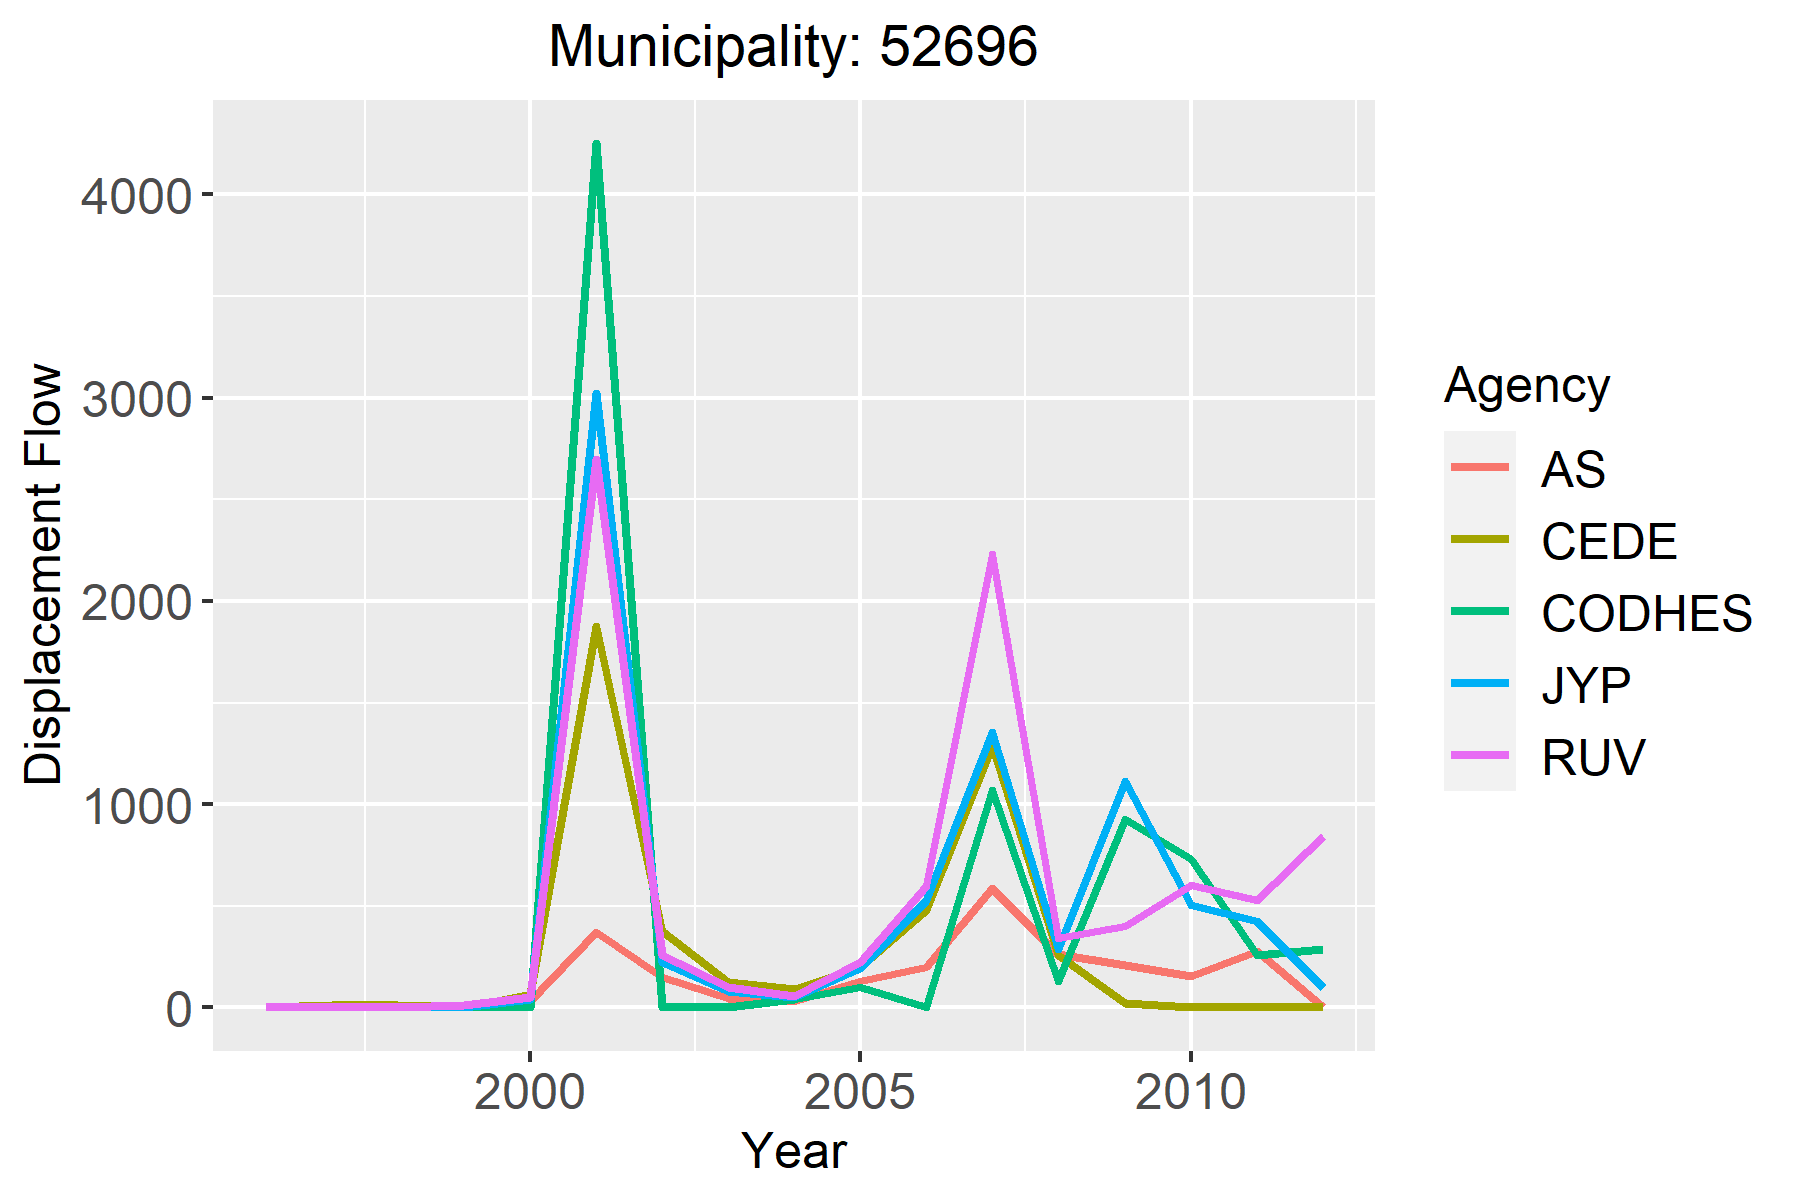 Municipality: 52696
Displacement Flow
4000
3000
2000
1000
0
2000 2005 2010
Year
Agency
AS
CEDE
CODHES
JYP
RUV